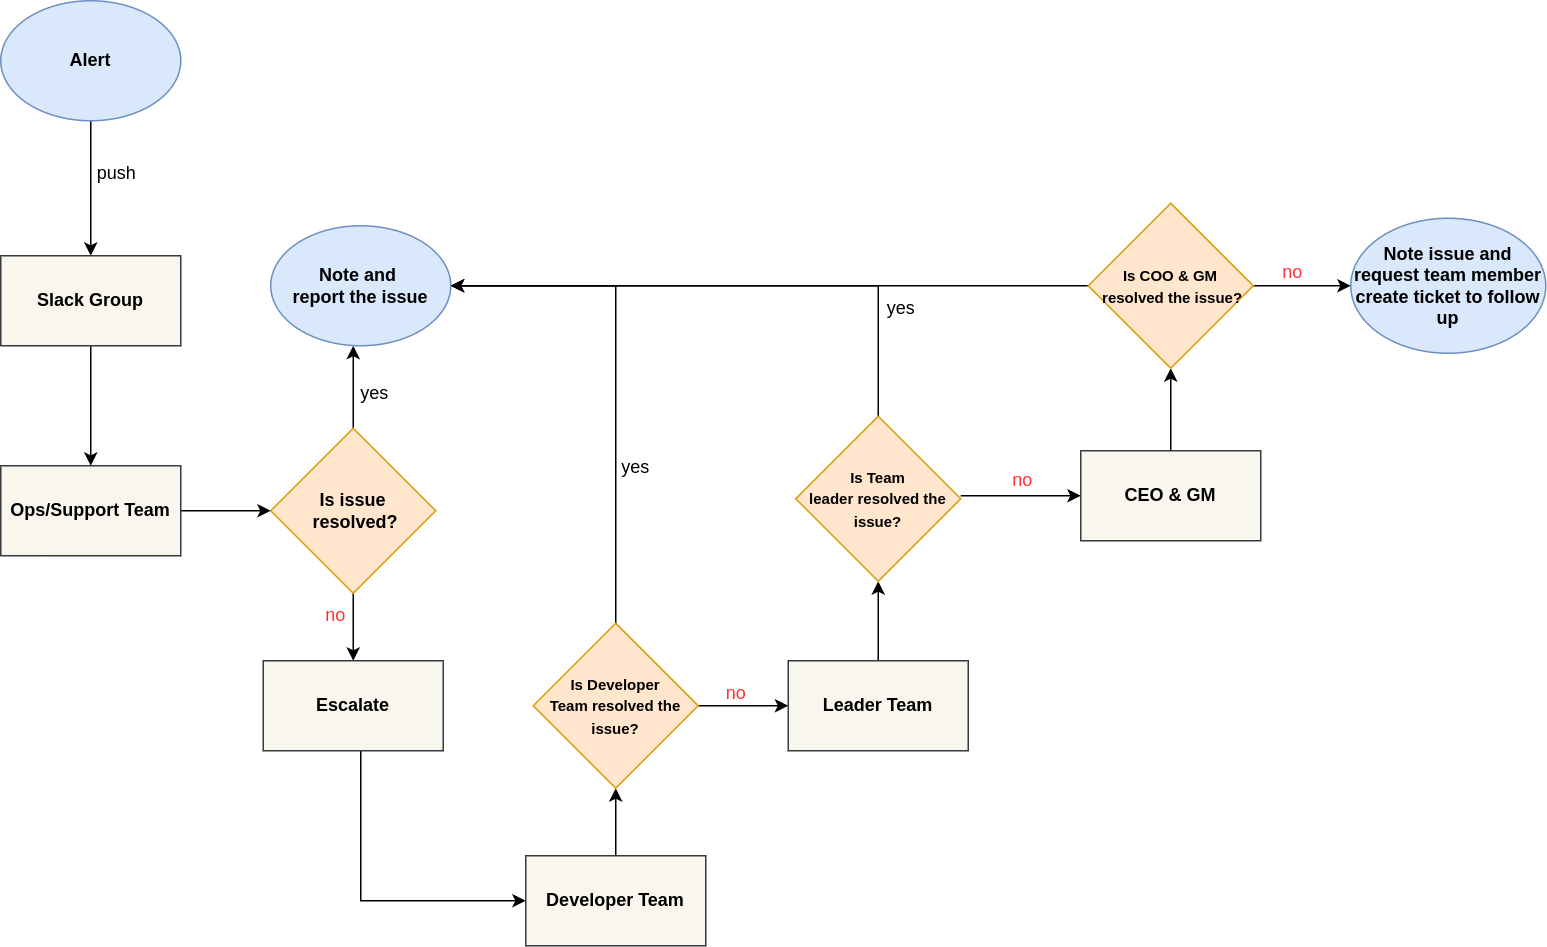 Alert
push
Slack Group
Ops/Support Team
Note and
report the issue
yes
Is issue
resolved?
no
Escalate
Developer Team
Is Developer
Team resolved the
issue?
yes
no
Leader Team
Is Team
leader resolved the
issue?
yes
no
CEO & GM
Is COO & GM
resolved the issue?
no
Note issue and
request team member
create ticket to follow
up